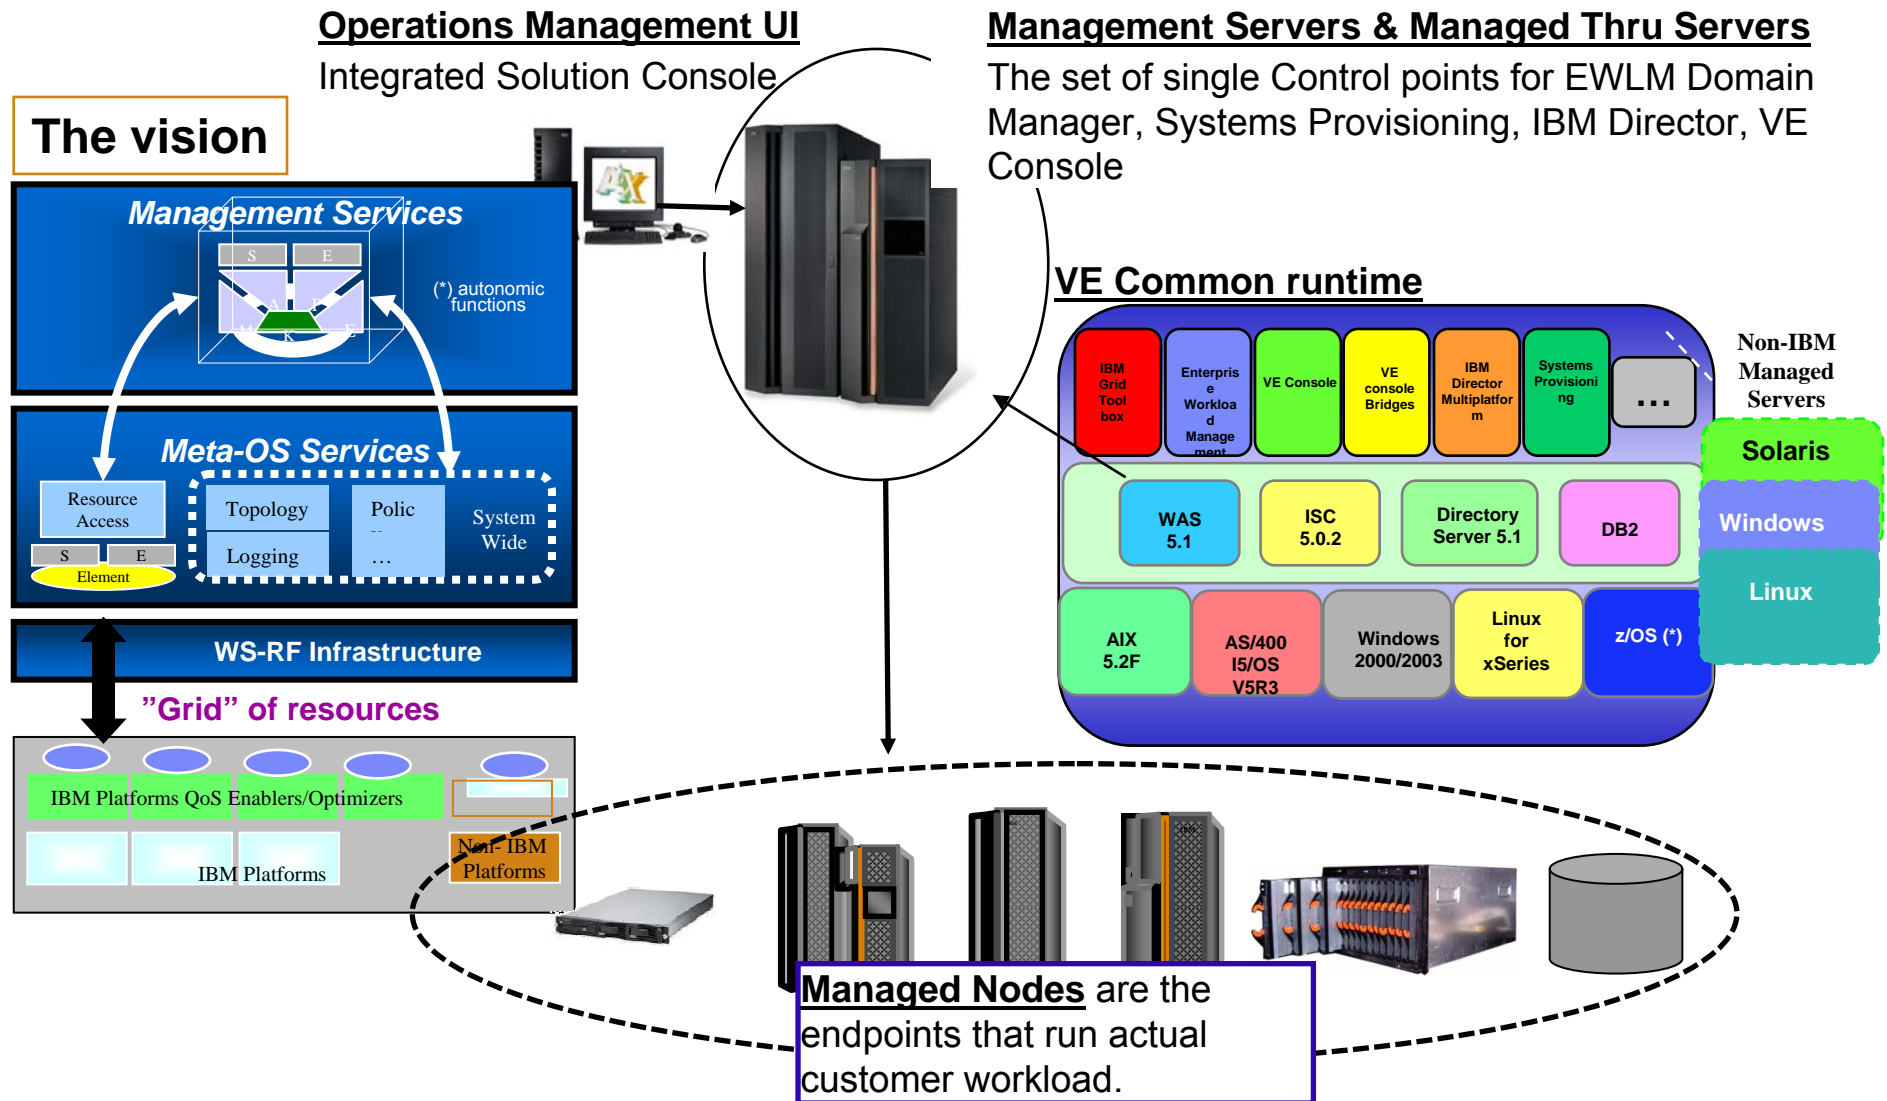 Operations Management UI
Integrated Solution Console
Management Servers & Managed Thru Servers
The set of single Control points for EWLM Domain
Manager, Systems Provisioning, IBM Director, VE
Console
The vision
Management Services
S
E
A
P
M
K
E
(*) autonomic
functions
Meta-OS Services
Resource
Access
S
E
Element
Topology
Logging
Polic
…
System
Wide
WS-RF Infrastructure
”Grid” of resources
IBM Platforms QoS Enablers/Optimizers
IBM Platforms
Non- IBM
Platforms
VE Common runtime
IBM
Grid
Tool
box
Enterpris
e
Workloa
d
Manage
ment
VE Console
VE
console
Bridges
IBM
Director
Multiplatfor
m
Systems
Provisioni
ng
...
WAS
5.1
ISC
5.0.2
Directory
Server 5.1
DB2
AIX
5.2F
AS/400
I5/OS
V5R3
Windows
2000/2003
Linux
for
xSeries
z/OS (*)
Non-IBM
Managed
Servers
Solaris
Windows
Linux
Managed Nodes are the
endpoints that run actual
customer workload.